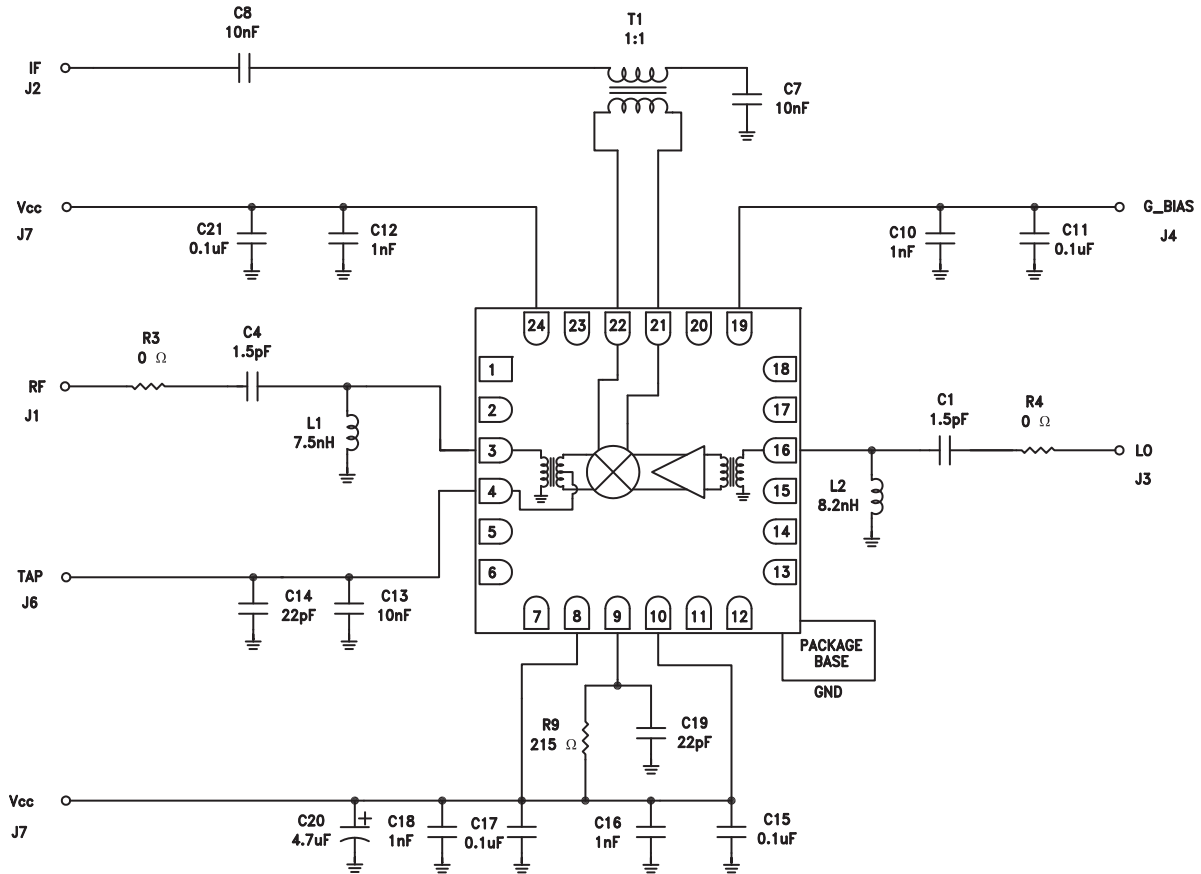 C8
10nF
T1
1:1
IF
J2
C7
10nF
Vcc
J7
C21
0.1uF
C12
1nF
G_BIAS
J4
C10
1nF
C11
0.1uF
24
23
22
21
20
19
R3
0 Ω
C4
1.5pF
RF
J1
L1
7.5nH
1
2
3
4
5
6
18
17
16
15
14
13
C1
1.5pF
R4
0 Ω
LO
J3
L2
8.2nH
TAP
J6
C14
22pF
C13
10nF
7
8
9
10
11
12
PACKAGE
BASE
GND
R9
215 Ω
C19
22pF
Vcc
J7
C20
4.7uF
+
C18
1nF
C17
0.1uF
C16
1nF
C15
0.1uF